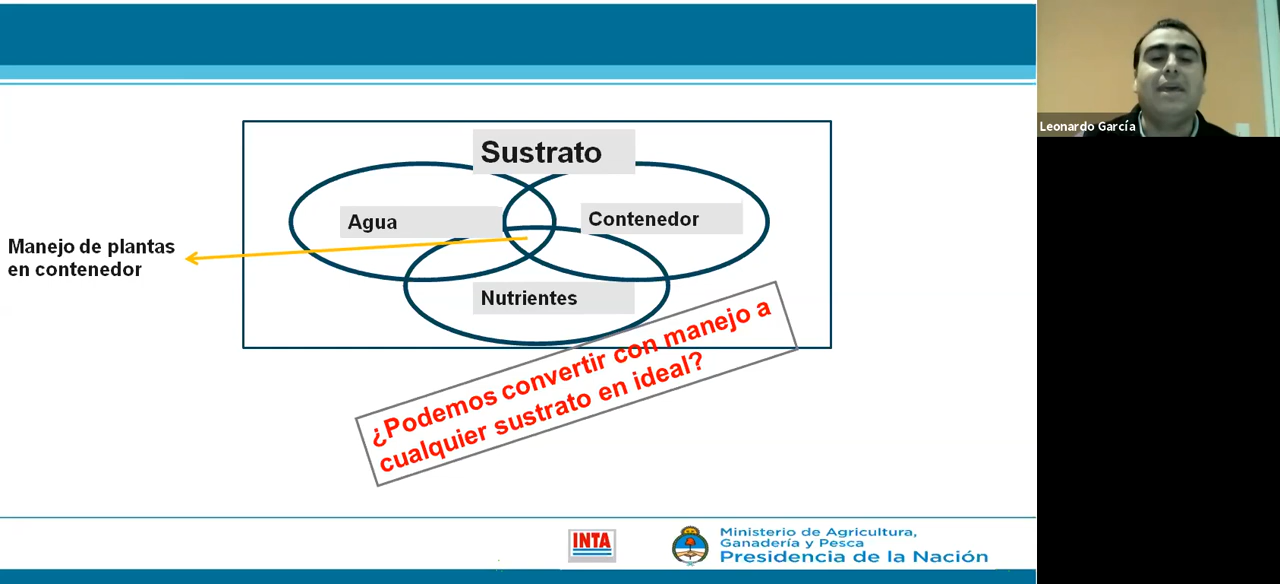 Sustrato
Agua
Contenedor
Manejo de plantas
en contenedor
Nutrientes
¿Podemos convertir con manejo a
cualquier sustrato en ideal?
INTA
Ministerio de Agricultura,
Ganadería y Pesca
Presidencia de la Nación
Leonardo García